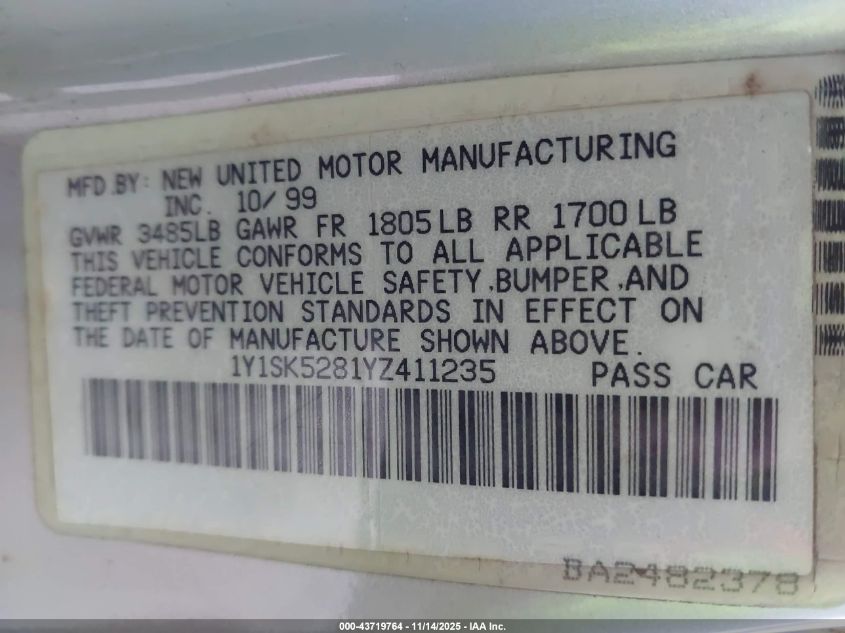 MFD.BY: NEW UNITED MOTOR MANUFACTURING
INC. 10/99
GVWR 3485LB GAWR FR 1805LB RR 1700LB
THIS VEHICLE CONFORMS TO ALL APPLICABLE
FEDERAL MOTOR VEHICLE SAFETY,BUMPER,AND
THEFT PREVENTION STANDARDS IN EFFECT ON
THE DATE OF MANUFACTURE SHOWN ABOVE.
1Y1SK5281YZ411235 PASS CAR
BA2482378
000-43719764 - 11/14/2025 - IAA Inc.